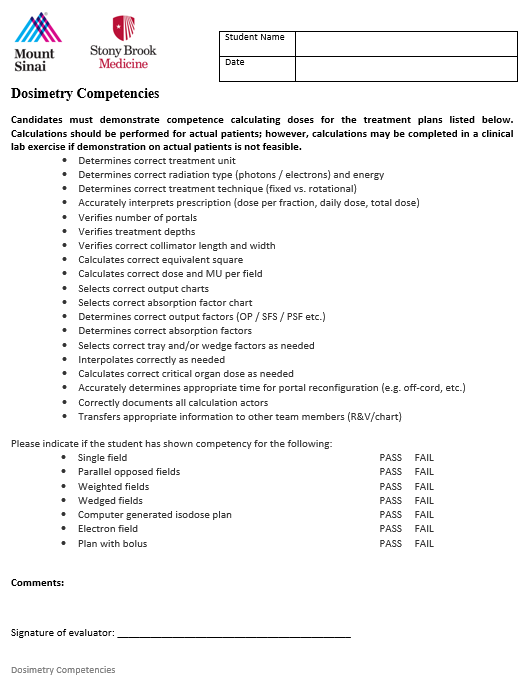 Mount
Sinai
Stony Brook
Medicine
Student Name
Date
Dosimetry Competencies
Candidates must demonstrate competence calculating doses for the treatment plans listed below.
Calculations should be performed for actual patients; however, calculations may be completed in a clinical
lab exercise if demonstration on actual patients is not feasible.
• Determines correct treatment unit
• Determines correct radiation type (photons / electrons) and energy
• Determines correct treatment technique (fixed vs. rotational)
• Accurately interprets prescription (dose per fraction, daily dose, total dose)
• Verifies number of portals
• Verifies treatment depths
• Verifies correct collimator length and width
• Calculates correct equivalent square
• Calculates correct dose and MU per field
• Selects correct output charts
• Selects correct absorption factor chart
• Determines correct output factors (OP / SFS / PSF etc.)
• Determines correct absorption factors
• Selects correct tray and/or wedge factors as needed
• Interpolates correctly as needed
• Calculates correct critical organ dose as needed
• Accurately determines appropriate time for portal reconfiguration (e.g. off-cord, etc.)
• Correctly documents all calculation actors
• Transfers appropriate information to other team members (R&V/chart)
Please indicate if the student has shown competency for the following:
• Single field PASS FAIL
• Parallel opposed fields PASS FAIL
• Weighted fields PASS FAIL
• Wedged fields PASS FAIL
• Computer generated isodose plan PASS FAIL
• Electron field PASS FAIL
• Plan with bolus PASS FAIL
Comments:
Signature of evaluator: ___________________________________________
Dosimetry Competencies